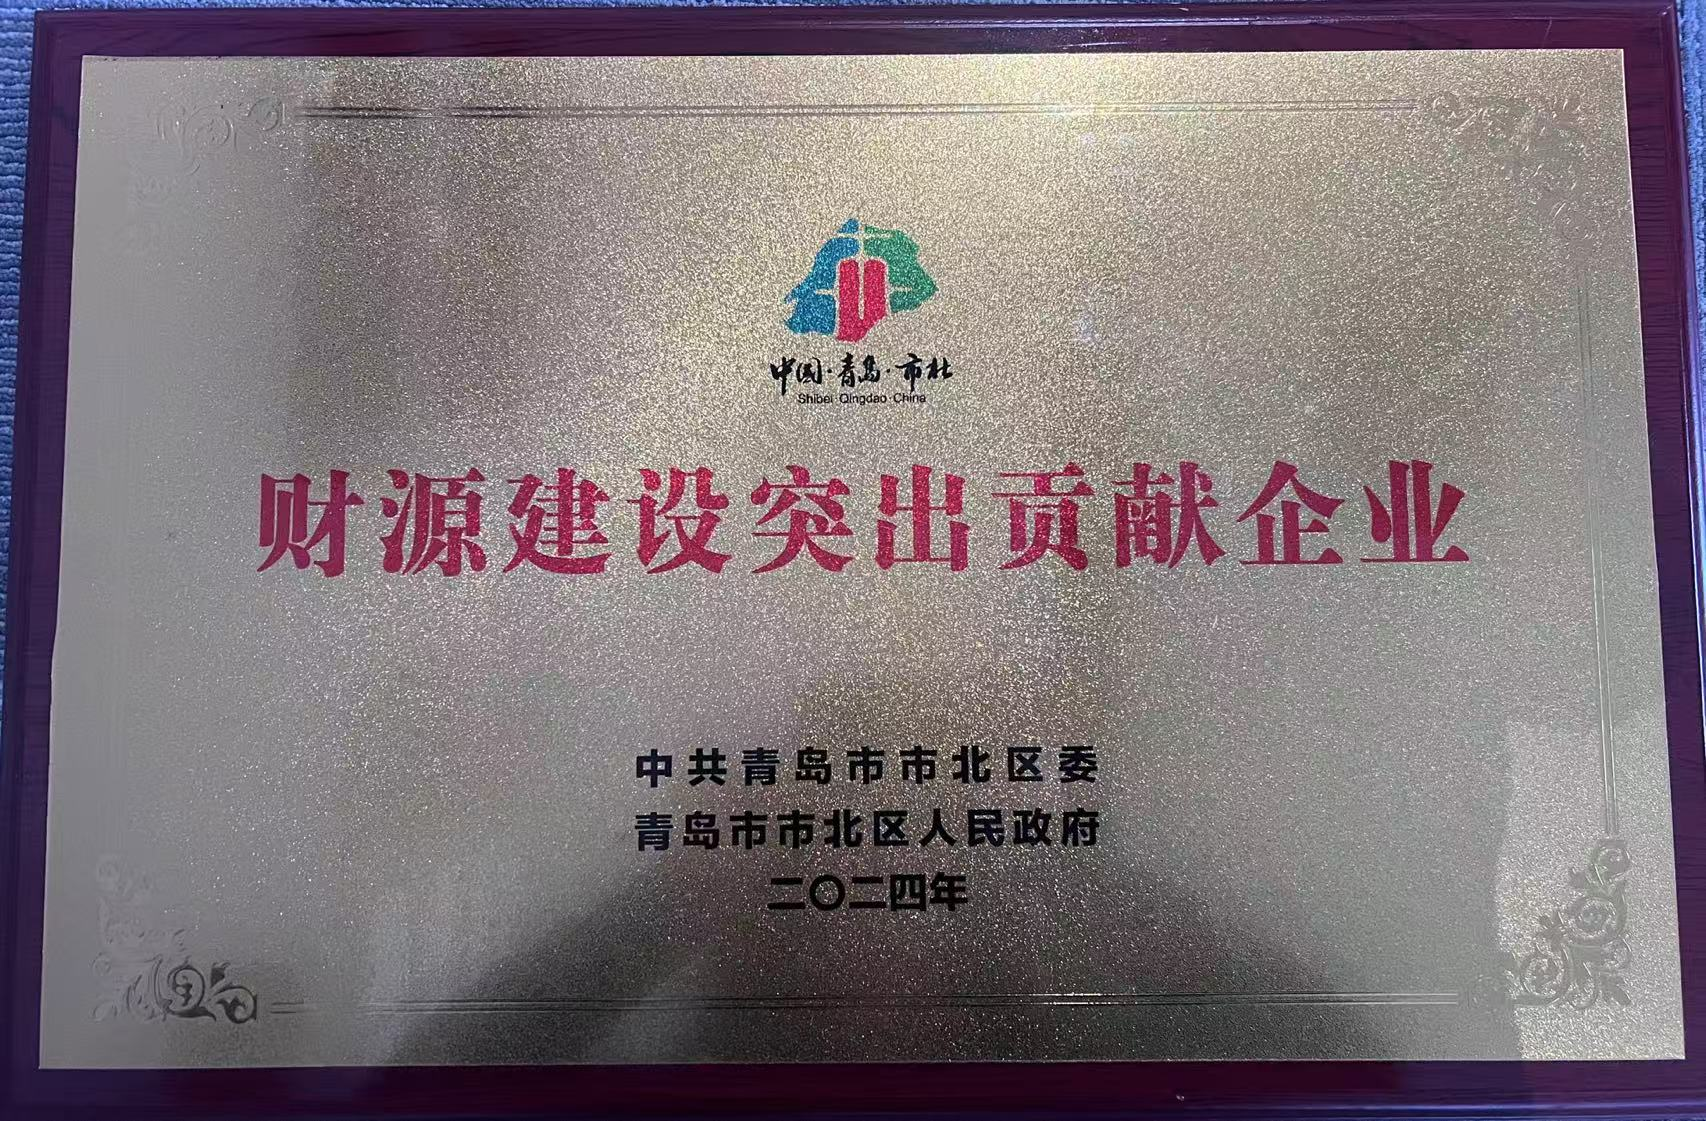 中国·青岛·市北
Shibei·Qingdao·China
财源建设突出贡献企业
中共青岛市市北区委
青岛市市北区人民政府
二〇二四年